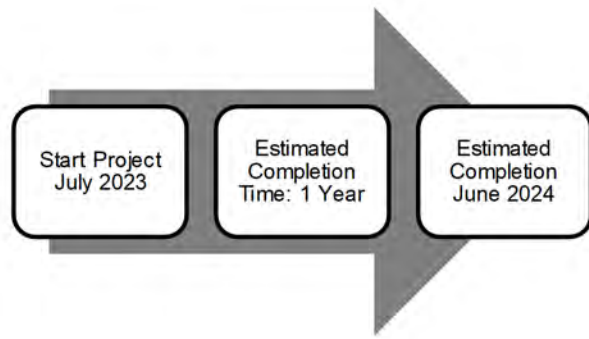 Start Project
July 2023
Estimated
Completion
Time: 1 Year
Estimated
Completion
June 2024